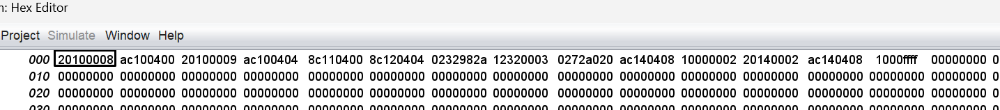 n: Hex Editor
Project Simulate Window Help
000 20100008 ac100400 20100009 ac100404 8c110400 8c120404 0232982a 12320003 0272a020 ac140408 10000002 20140002 ac140408 1000ffff 00000000 0
010 00000000 00000000 00000000 00000000 00000000 00000000 00000000 00000000 00000000 00000000 00000000 00000000 00000000 00000000 00000000 0
020 00000000 00000000 00000000 00000000 00000000 00000000 00000000 00000000 00000000 00000000 00000000 00000000 00000000 00000000 00000000 0